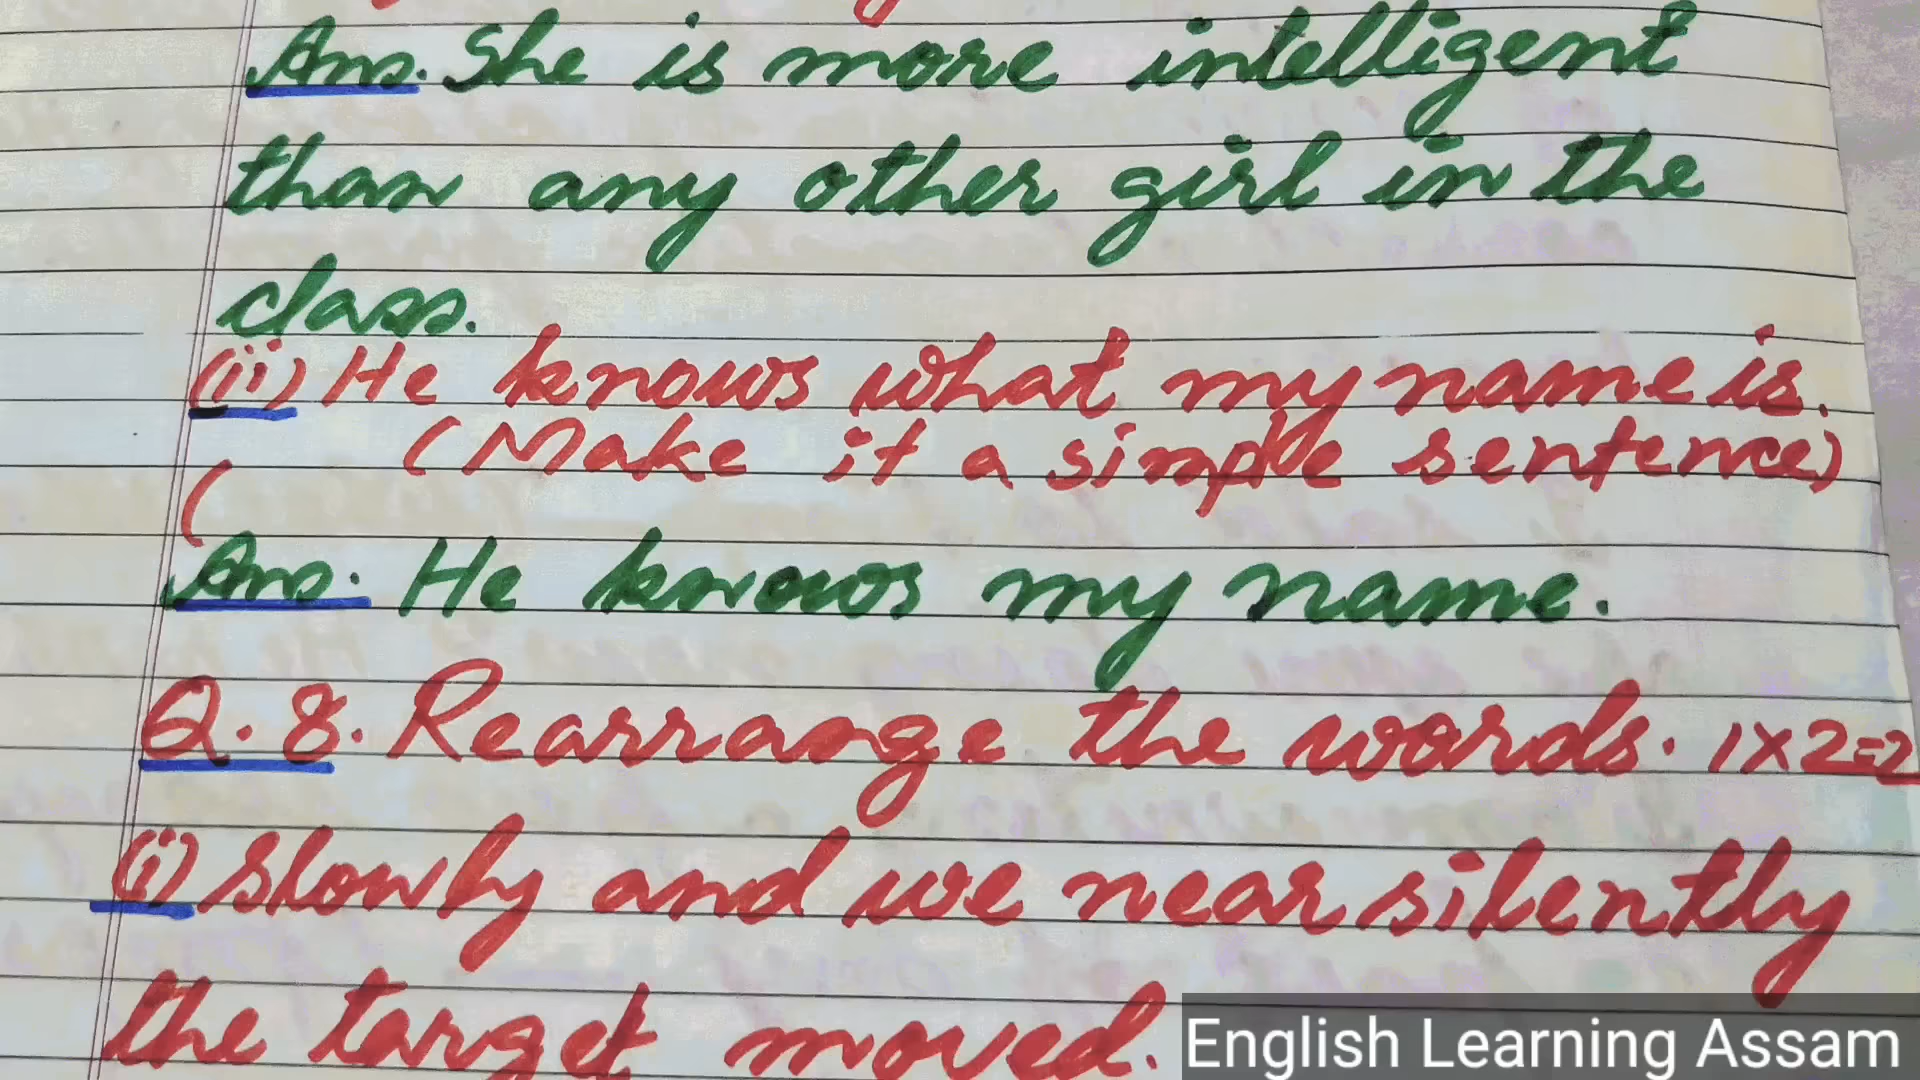 Ans. She is more intelligent
than any other girl in the
class.
(ii) He knows what my name is.
(Make it a simple sentence)
(
Ans. He knows my name.
Q. 8. Rearrange the words. 1×2=2
(i) Slowly and we near silently
the target moved.
English Learning Assam